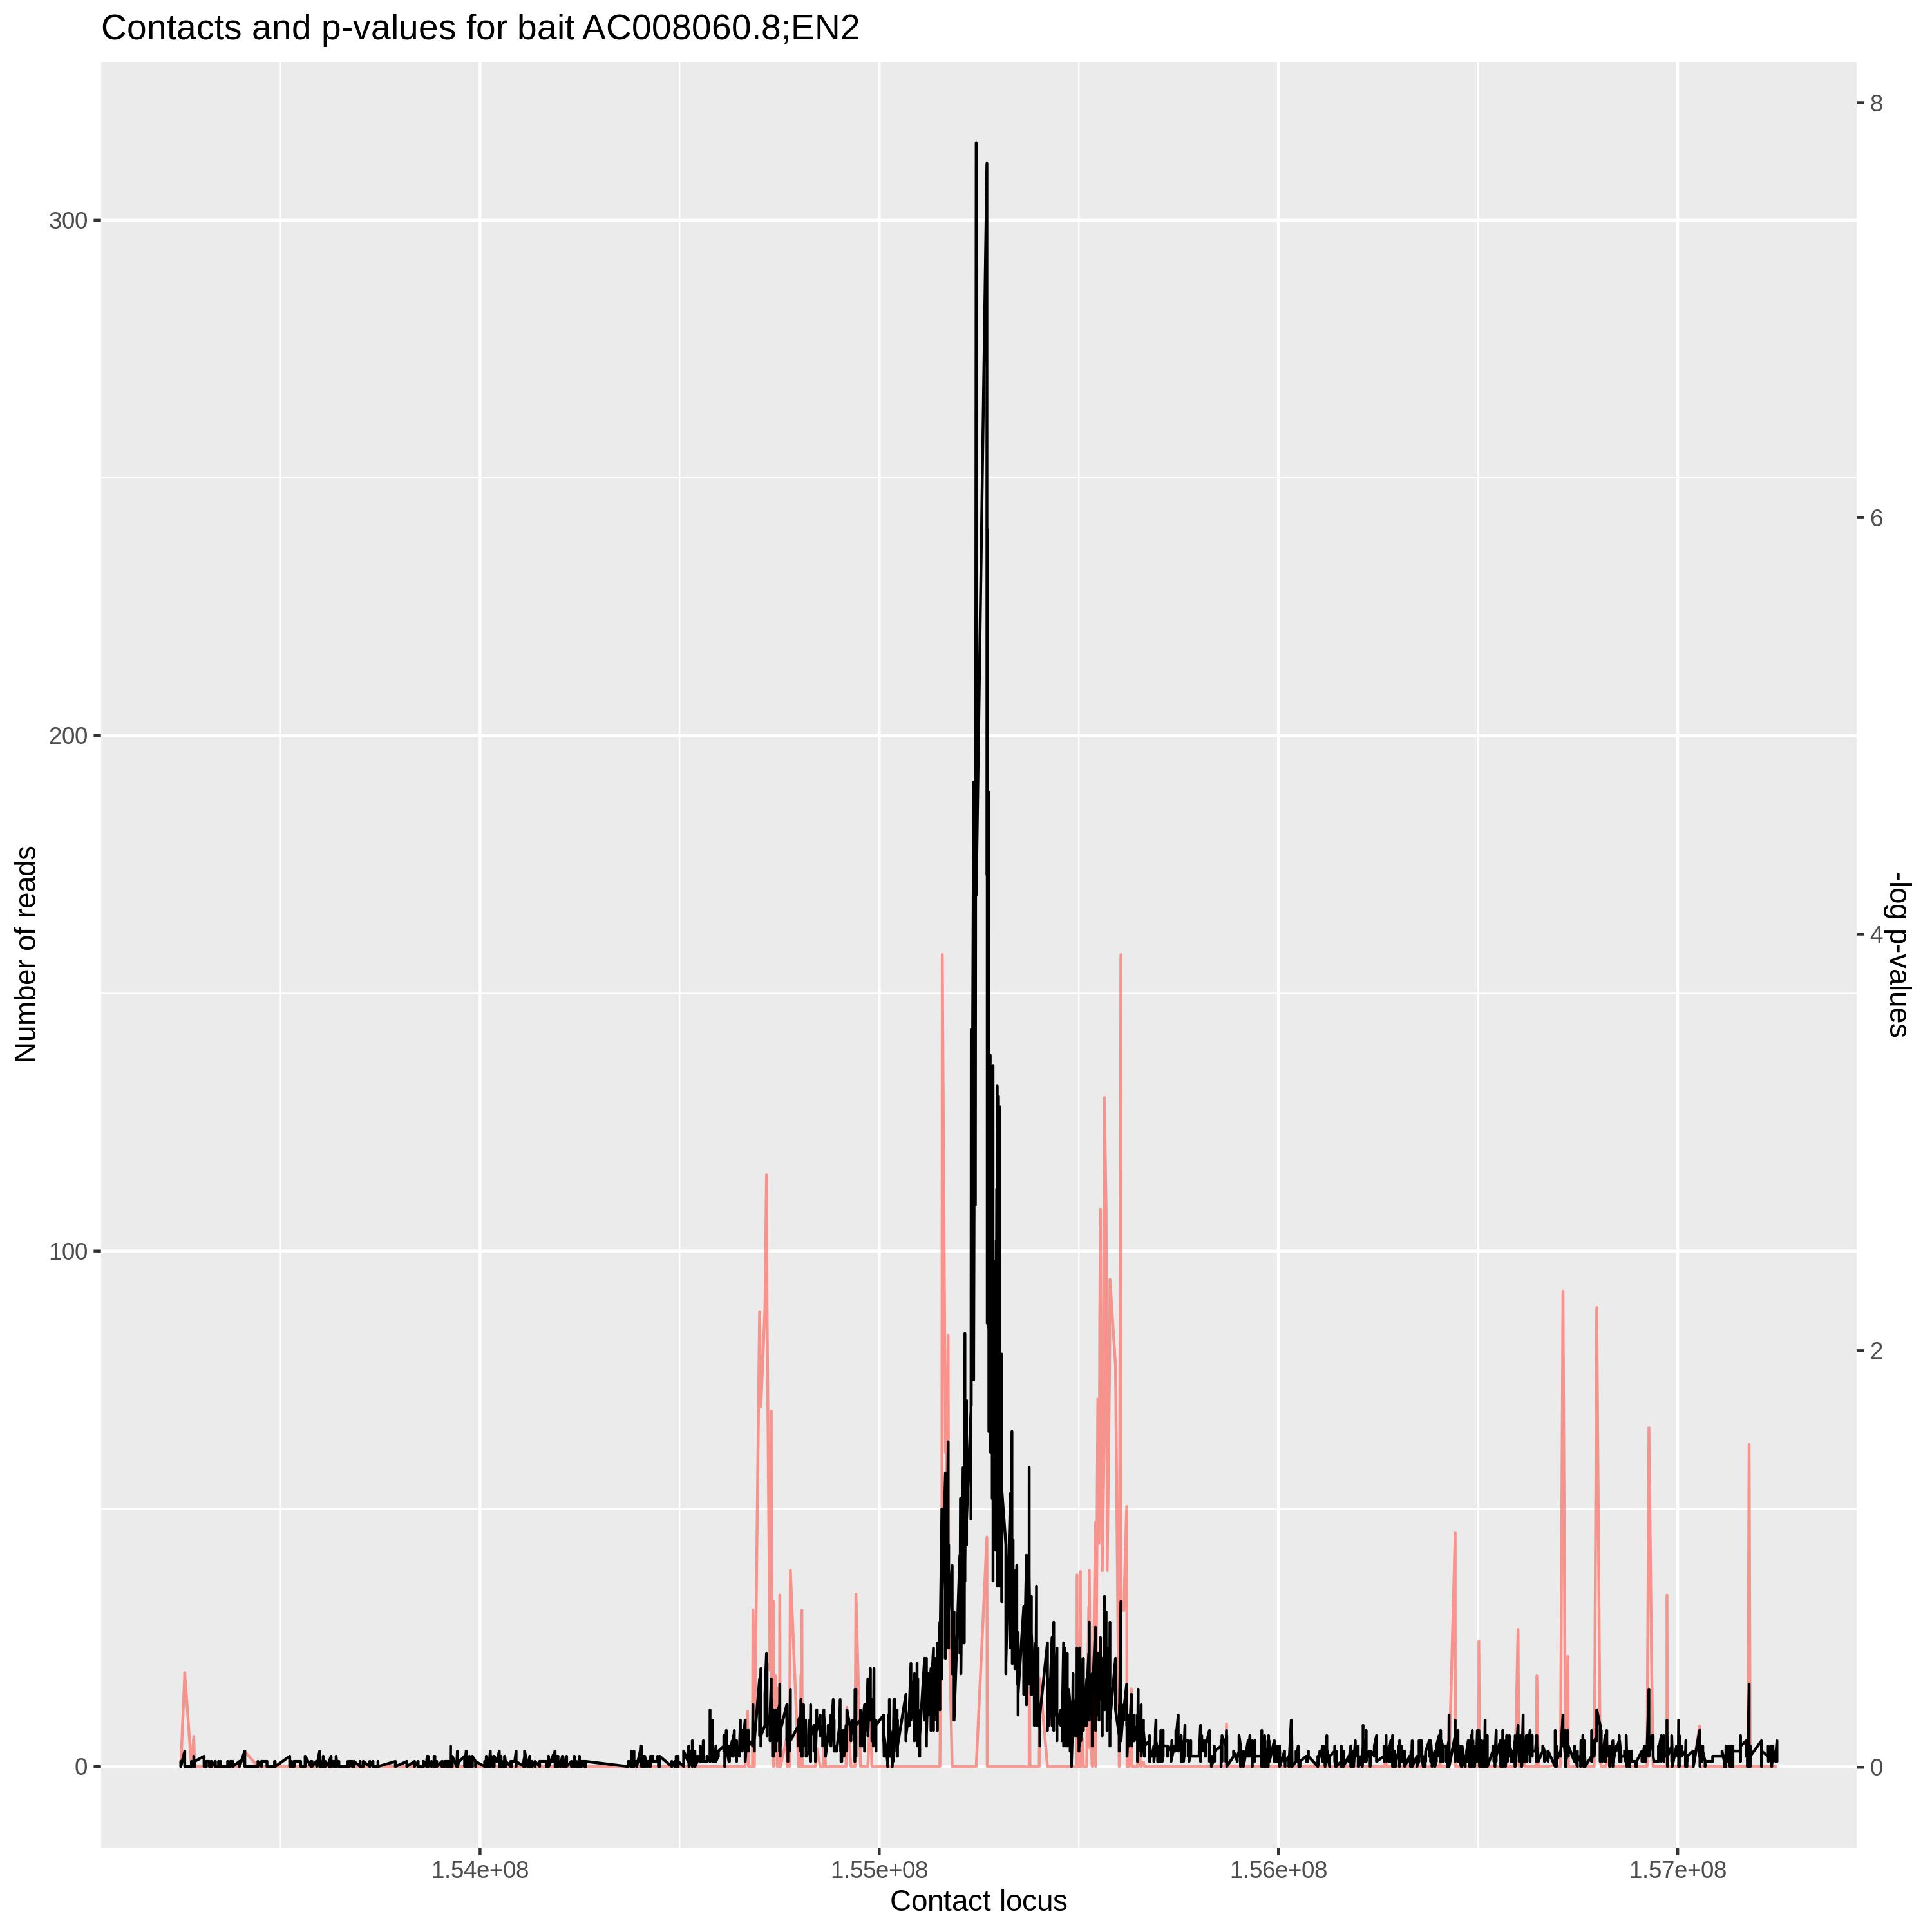 Contacts and p-values for bait AC008060.8;EN2
8
300
6
200
4
100
2
0
0
Number of reads
-log p-values
1.54e+08 1.55e+08 1.56e+08 1.57e+08
Contact locus